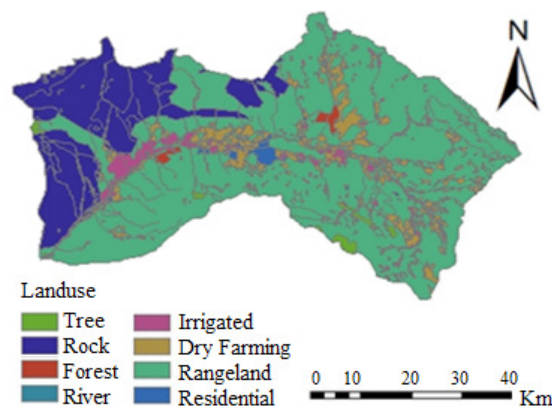 N
Landuse
Tree Irrigated
Rock Dry Farming
Forest Rangeland
River Residential
0 10 20 30 40
Km